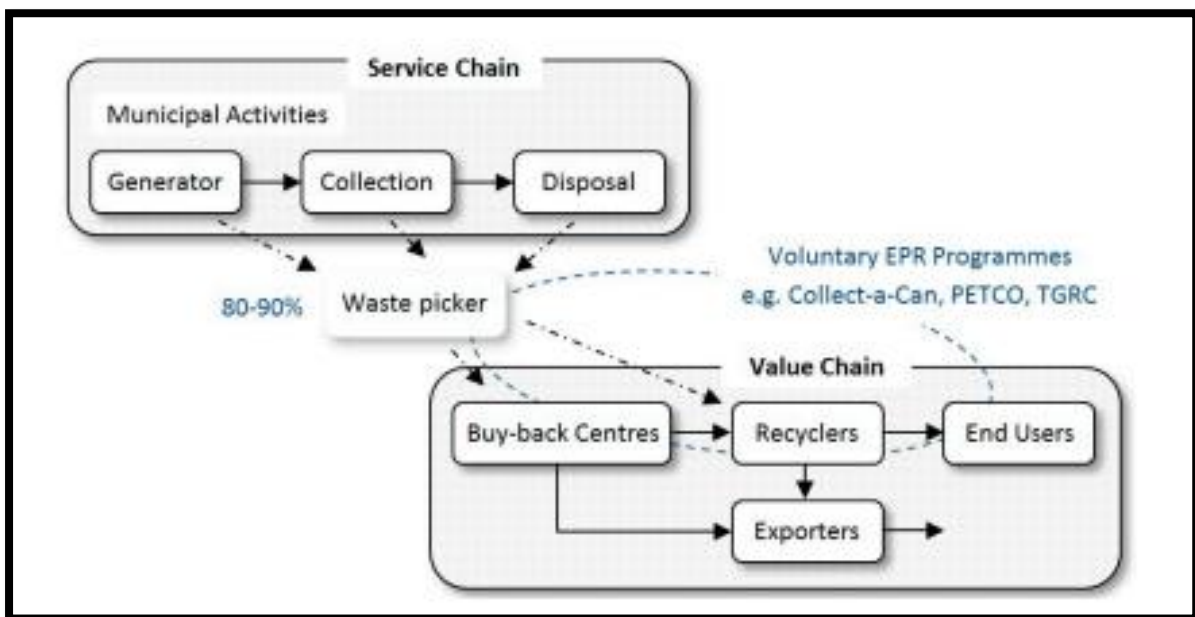 Service Chain
Municipal Activities
Generator
Collection
Disposal
Voluntary EPR Programmes
e.g. Collect-a-Can, PETCO, TGRC
80-90%
Waste picker
Value Chain
Buy-back Centres
Recyclers
End Users
Exporters